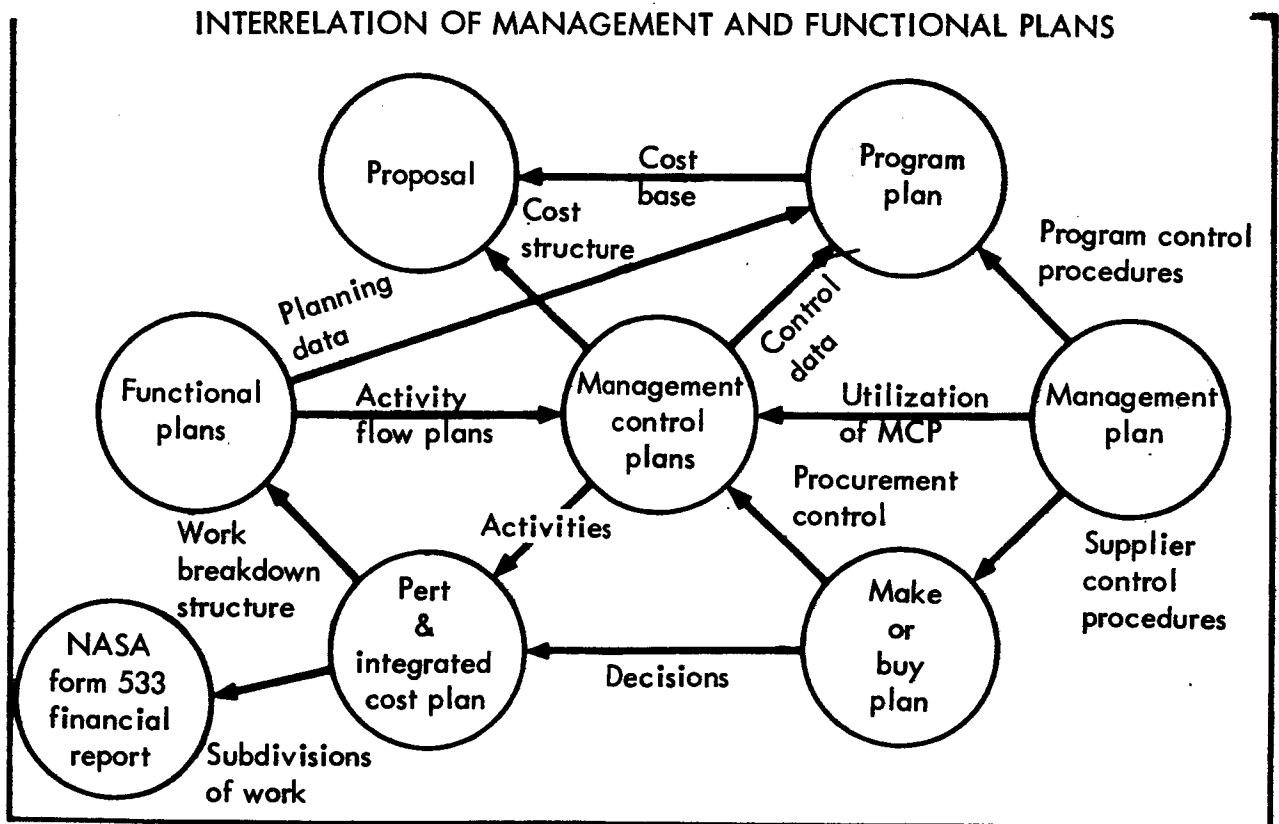 INTERRELATION OF MANAGEMENT AND FUNCTIONAL PLANS
Proposal
Cost
base
Program
plan
Cost
structure
Program control
procedures
Planning
data
Control
data
Functional
plans
Activity
flow plans
Management
control
plans
Utilization
of MCP
Management
plan
Procurement
control
Work
breakdown
structure
Activities
Supplier
control
procedures
Pert
&
integrated
cost plan
Make
or
buy
plan
Decisions
NASA
form 533
financial
report
Subdivisions
of work